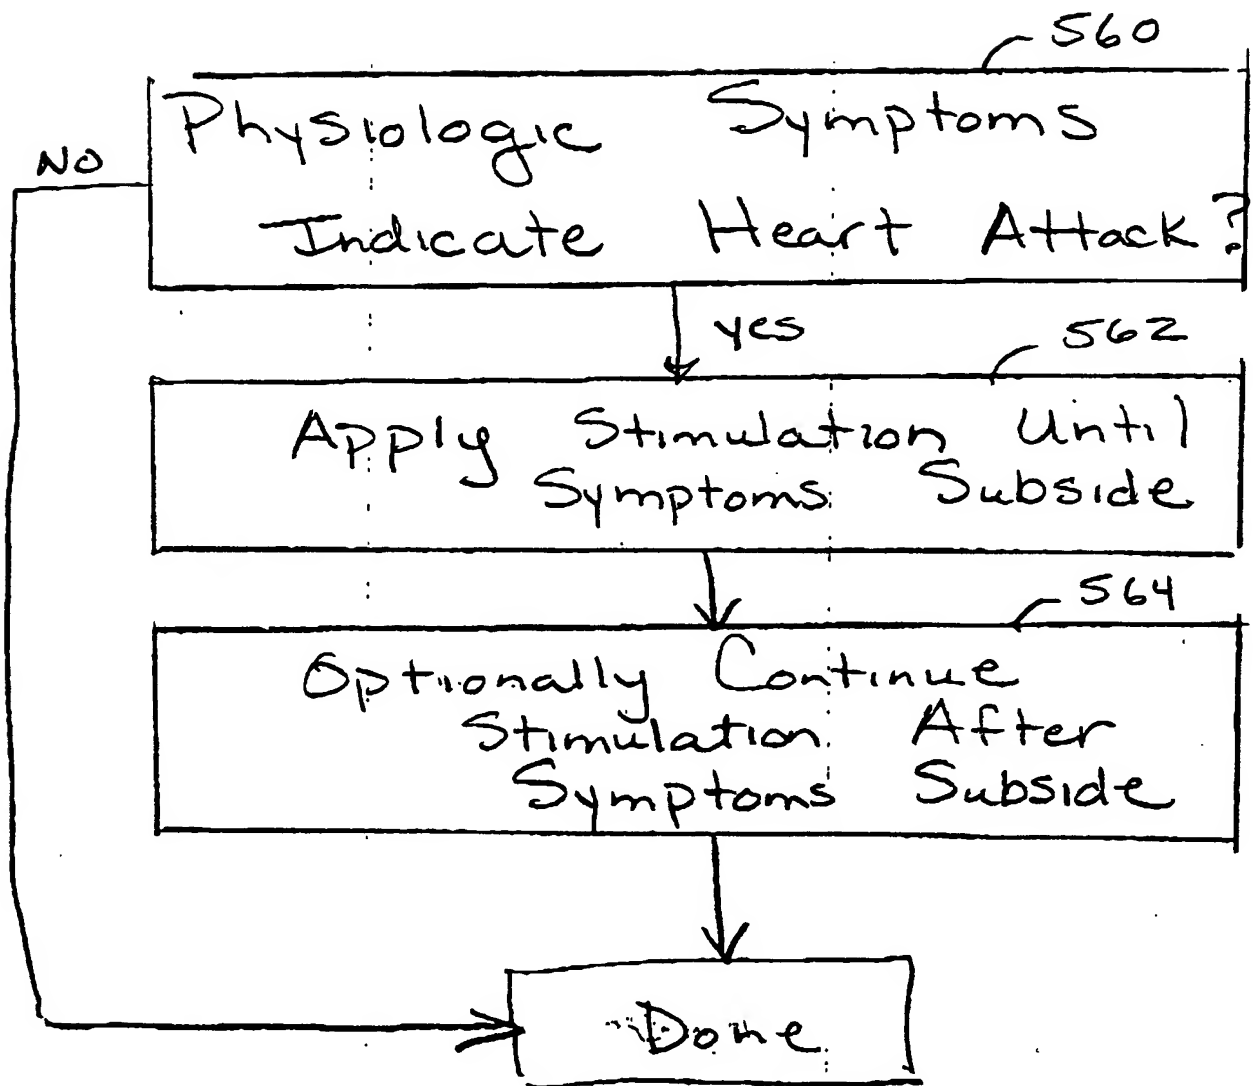 560
Physiologic Symptoms
NO
Indicate Heart Attack?
yes
562
Apply Stimulation Until
Symptoms Subside
564
Optionally Continue
Stimulation After
Symptoms Subside
Done